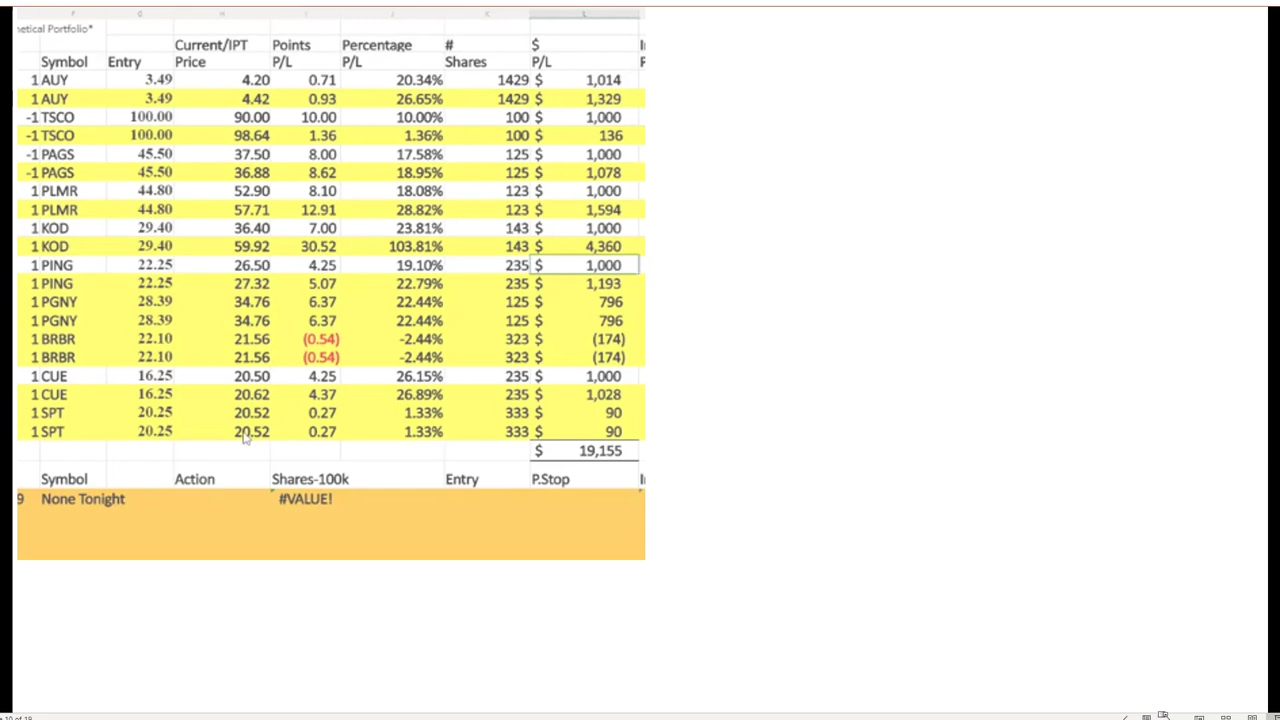 netical Portfolio*
Current/IPT Points Percentage # $
Symbol Entry Price P/L P/L Shares P/L
1 AUY 3.49 4.20 0.71 20.34% 1429 $ 1,014
1 AUY 3.49 4.42 0.93 26.65% 1429 $ 1,329
-1 TSCO 100.00 90.00 10.00 10.00% 100 $ 1,000
-1 TSCO 100.00 98.64 1.36 1.36% 100 $ 136
-1 PAGS 45.50 37.50 8.00 17.58% 125 $ 1,000
-1 PAGS 45.50 36.88 8.62 18.95% 125 $ 1,078
1 PLMR 44.80 52.90 8.10 18.08% 123 $ 1,000
1 PLMR 44.80 57.71 12.91 28.82% 123 $ 1,594
1 KOD 29.40 36.40 7.00 23.81% 143 $ 1,000
1 KOD 29.40 59.92 30.52 103.81% 143 $ 4,360
1 PING 22.25 26.50 4.25 19.10% 235 $ 1,000
1 PING 22.25 27.32 5.07 22.79% 235 $ 1,193
1 PGNY 28.39 34.76 6.37 22.44% 125 $ 796
1 PGNY 28.39 34.76 6.37 22.44% 125 $ 796
1 BRBR 22.10 21.56 (0.54) -2.44% 323 $ (174)
1 BRBR 22.10 21.56 (0.54) -2.44% 323 $ (174)
1 CUE 16.25 20.50 4.25 26.15% 235 $ 1,000
1 CUE 16.25 20.62 4.37 26.89% 235 $ 1,028
1 SPT 20.25 20.52 0.27 1.33% 333 $ 90
1 SPT 20.25 20.52 0.27 1.33% 333 $ 90
$ 19,155
Symbol Action Shares-100k Entry P.Stop
9 None Tonight #VALUE!
10 of 19